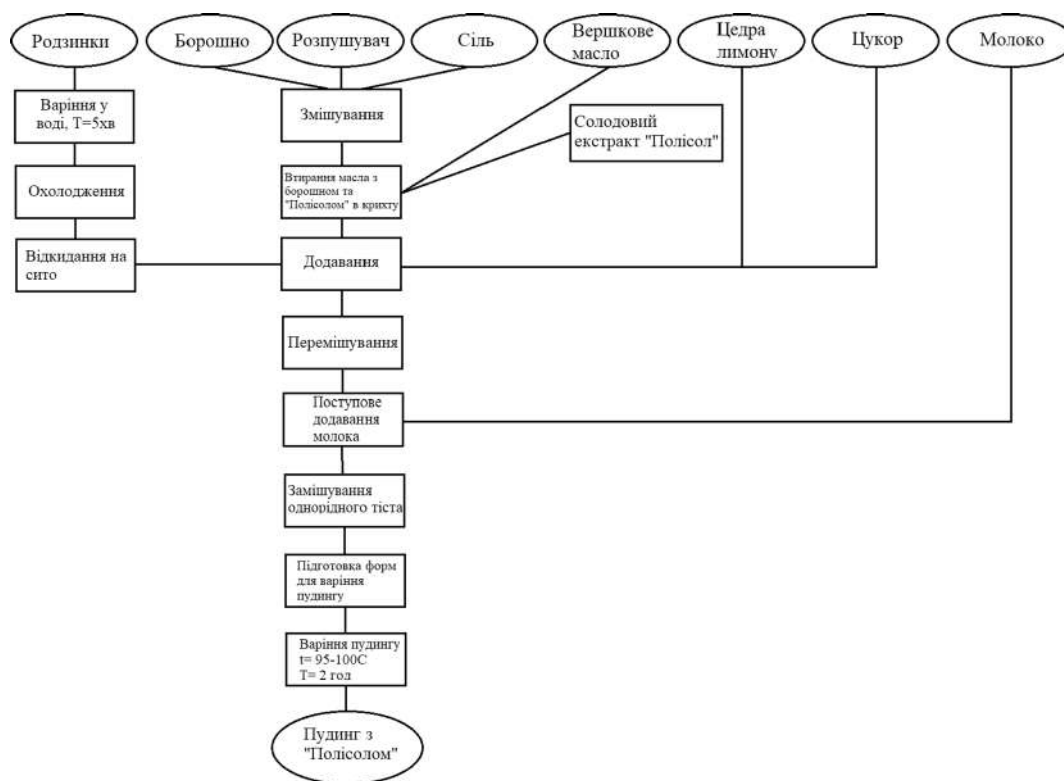 Родзинки
Борошно
Розпушувач
Сіль
Вершкове
масло
Цедра
лимону
Цукор
Молоко
Варіння у
воді, Т=5хв
Змішування
Солодовий
екстракт "Полісол"
Охолодження
Втирання масла з
борошном та
"Полісолом" в крихту
Відкидання на
сито
Додавання
Перемішування
Поступове
додавання
молока
Замішування
однорідного тіста
Підготовка форм
для варіння
пудингу
Варіння пудингу
t= 95-100С
Т= 2 год
Пудинг з
"Полісолом"